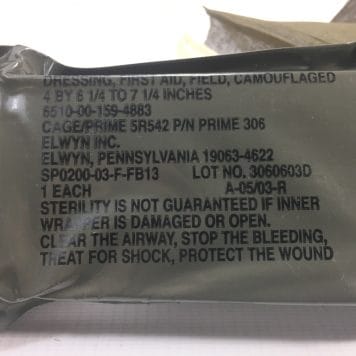 DRESSING, FIRST AID, FIELD, CAMOUFLAGED
4 BY 6 1/4 TO 7 1/4 INCHES
6510-00-159-4883
CAGE/PRIME 5R542 P/N PRIME 306
ELWYN INC.
ELWYN, PENNSYLVANIA 19063-4622
SP0200-03-F-FB13 LOT NO. 3060603D
1 EACH A-05/03-R
STERILITY IS NOT GUARANTEED IF INNER
WRAPPER IS DAMAGED OR OPEN.
CLEAR THE AIRWAY, STOP THE BLEEDING,
TREAT FOR SHOCK, PROTECT THE WOUND